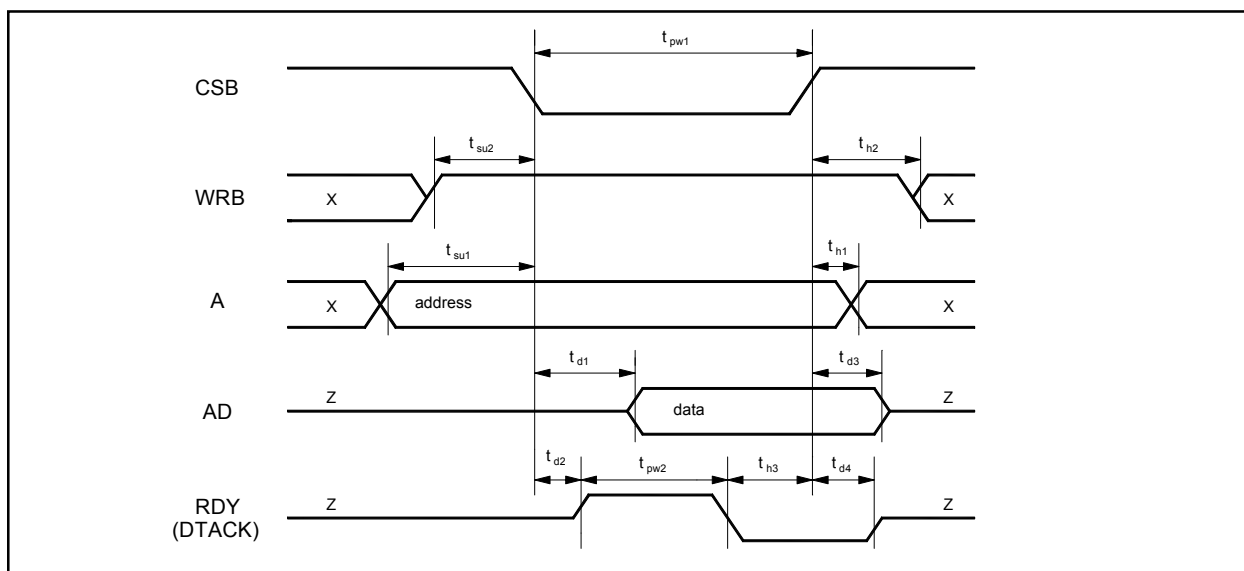 t pw1
CSB
t su2
t h2
WRB
X
X
t su1
t h1
A
X
address
X
t d1
t d3
AD
Z
data
Z
t d2
t pw2
t h3
t d4
RDY
(DTACK)
Z
Z